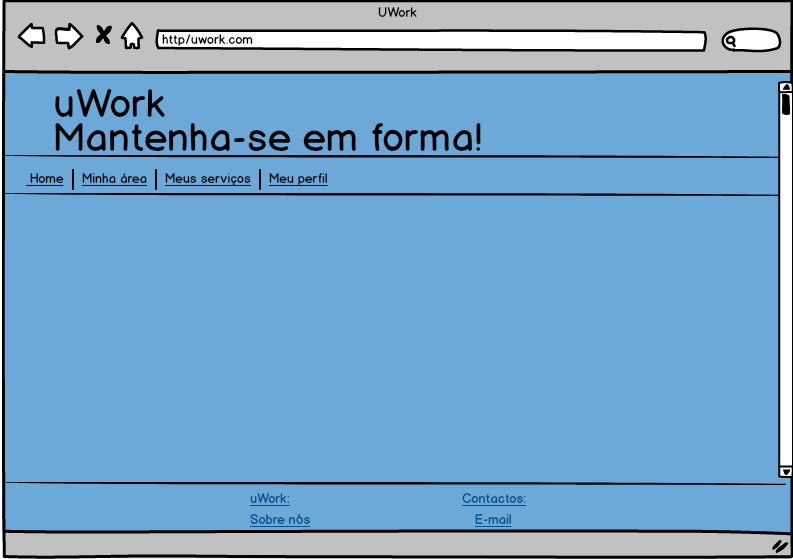 UWork
http/uwork.com
uWork
Mantenha-se em forma!
Home | Minha área | Meus serviços | Meu perfil
uWork: Contactos:
Sobre nós E-mail